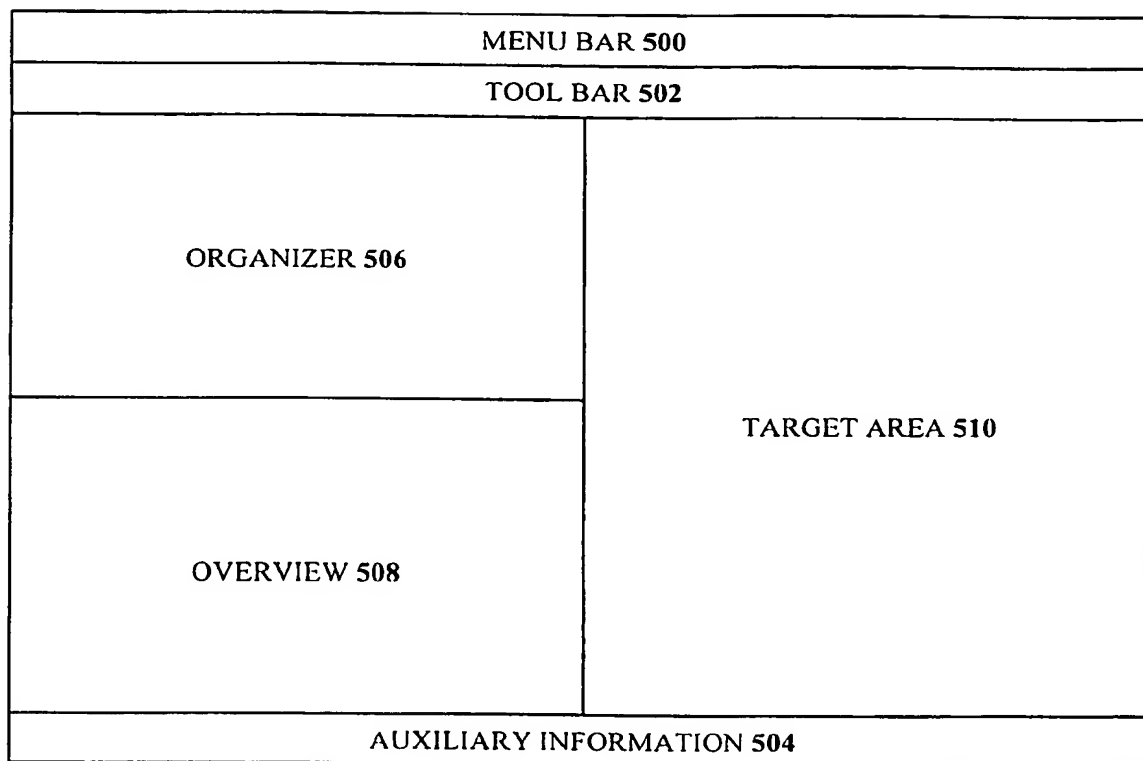 MENU BAR 500
TOOL BAR 502
ORGANIZER 506
TARGET AREA 510
OVERVIEW 508
AUXILIARY INFORMATION 504